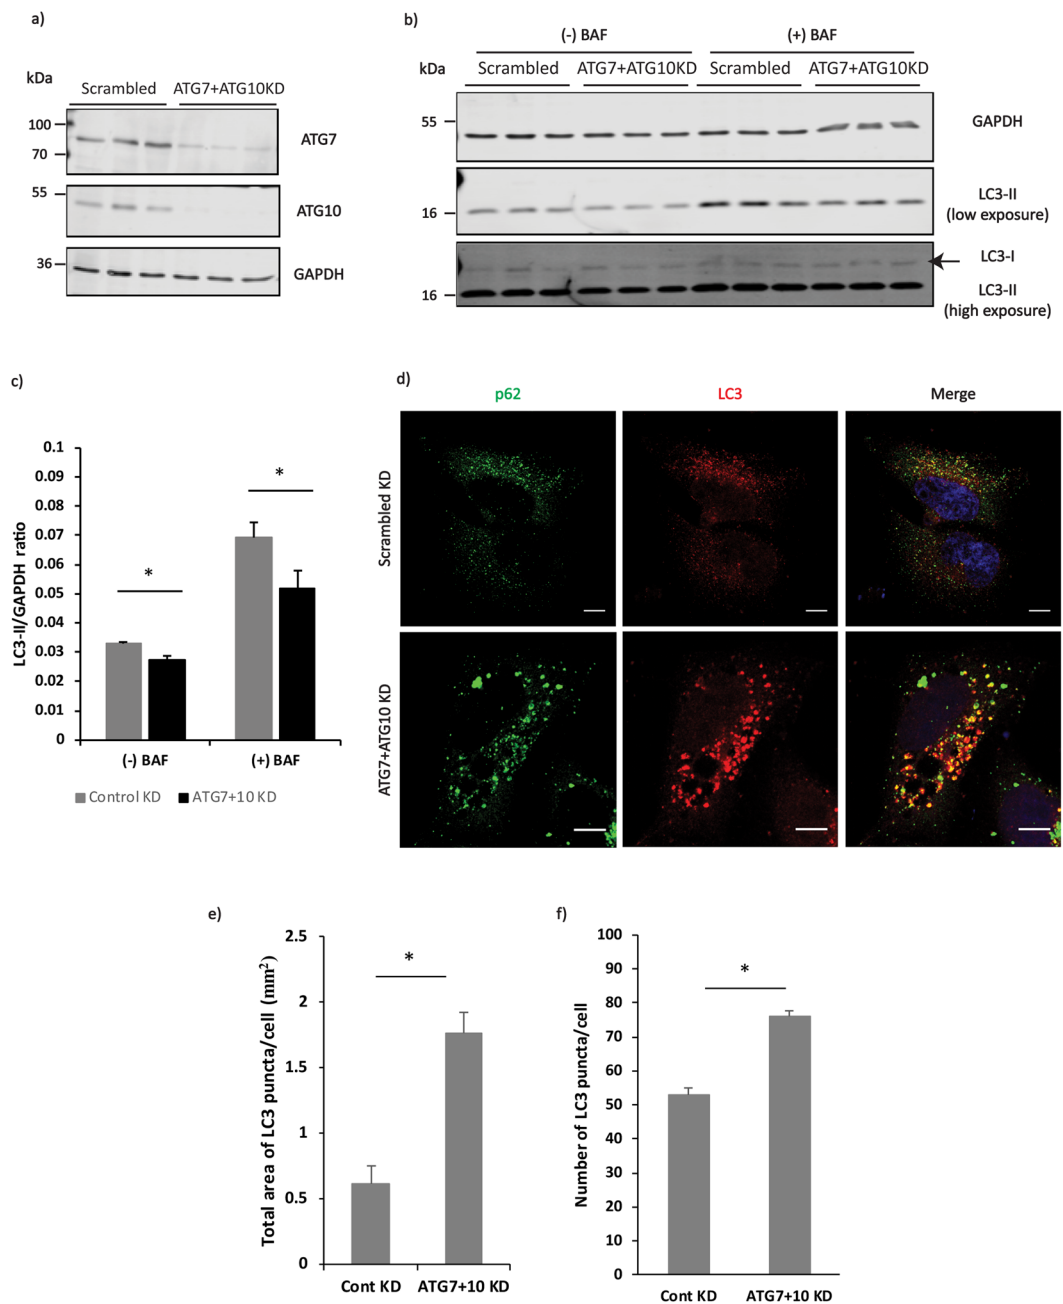 a)
kDa
Scrambled ATG7+ATG10KD
100
70
ATG7
55
ATG10
36
GAPDH
b)
(-) BAF (+) BAF
kDa
Scrambled ATG7+ATG10KD Scrambled ATG7+ATG10KD
55
GAPDH
16
LC3-II
(low exposure)
LC3-I
16
LC3-II
(high exposure)
c)
LC3-II/GAPDH ratio
0.1
0.09
0.08
0.07
0.06
0.05
0.04
0.03
0.02
0.01
0
*
*
(-) BAF (+) BAF
Control KD ATG7+10 KD
d)
p62 LC3 Merge
Scrambled KD
ATG7+ATG10 KD
e)
Total area of LC3 puncta/cell (mm²)
2.5
2
1.5
1
0.5
0
*
Cont KD ATG7+10 KD
f)
Number of LC3 puncta/cell
100
90
80
70
60
50
40
30
20
10
0
*
Cont KD ATG7+10 KD